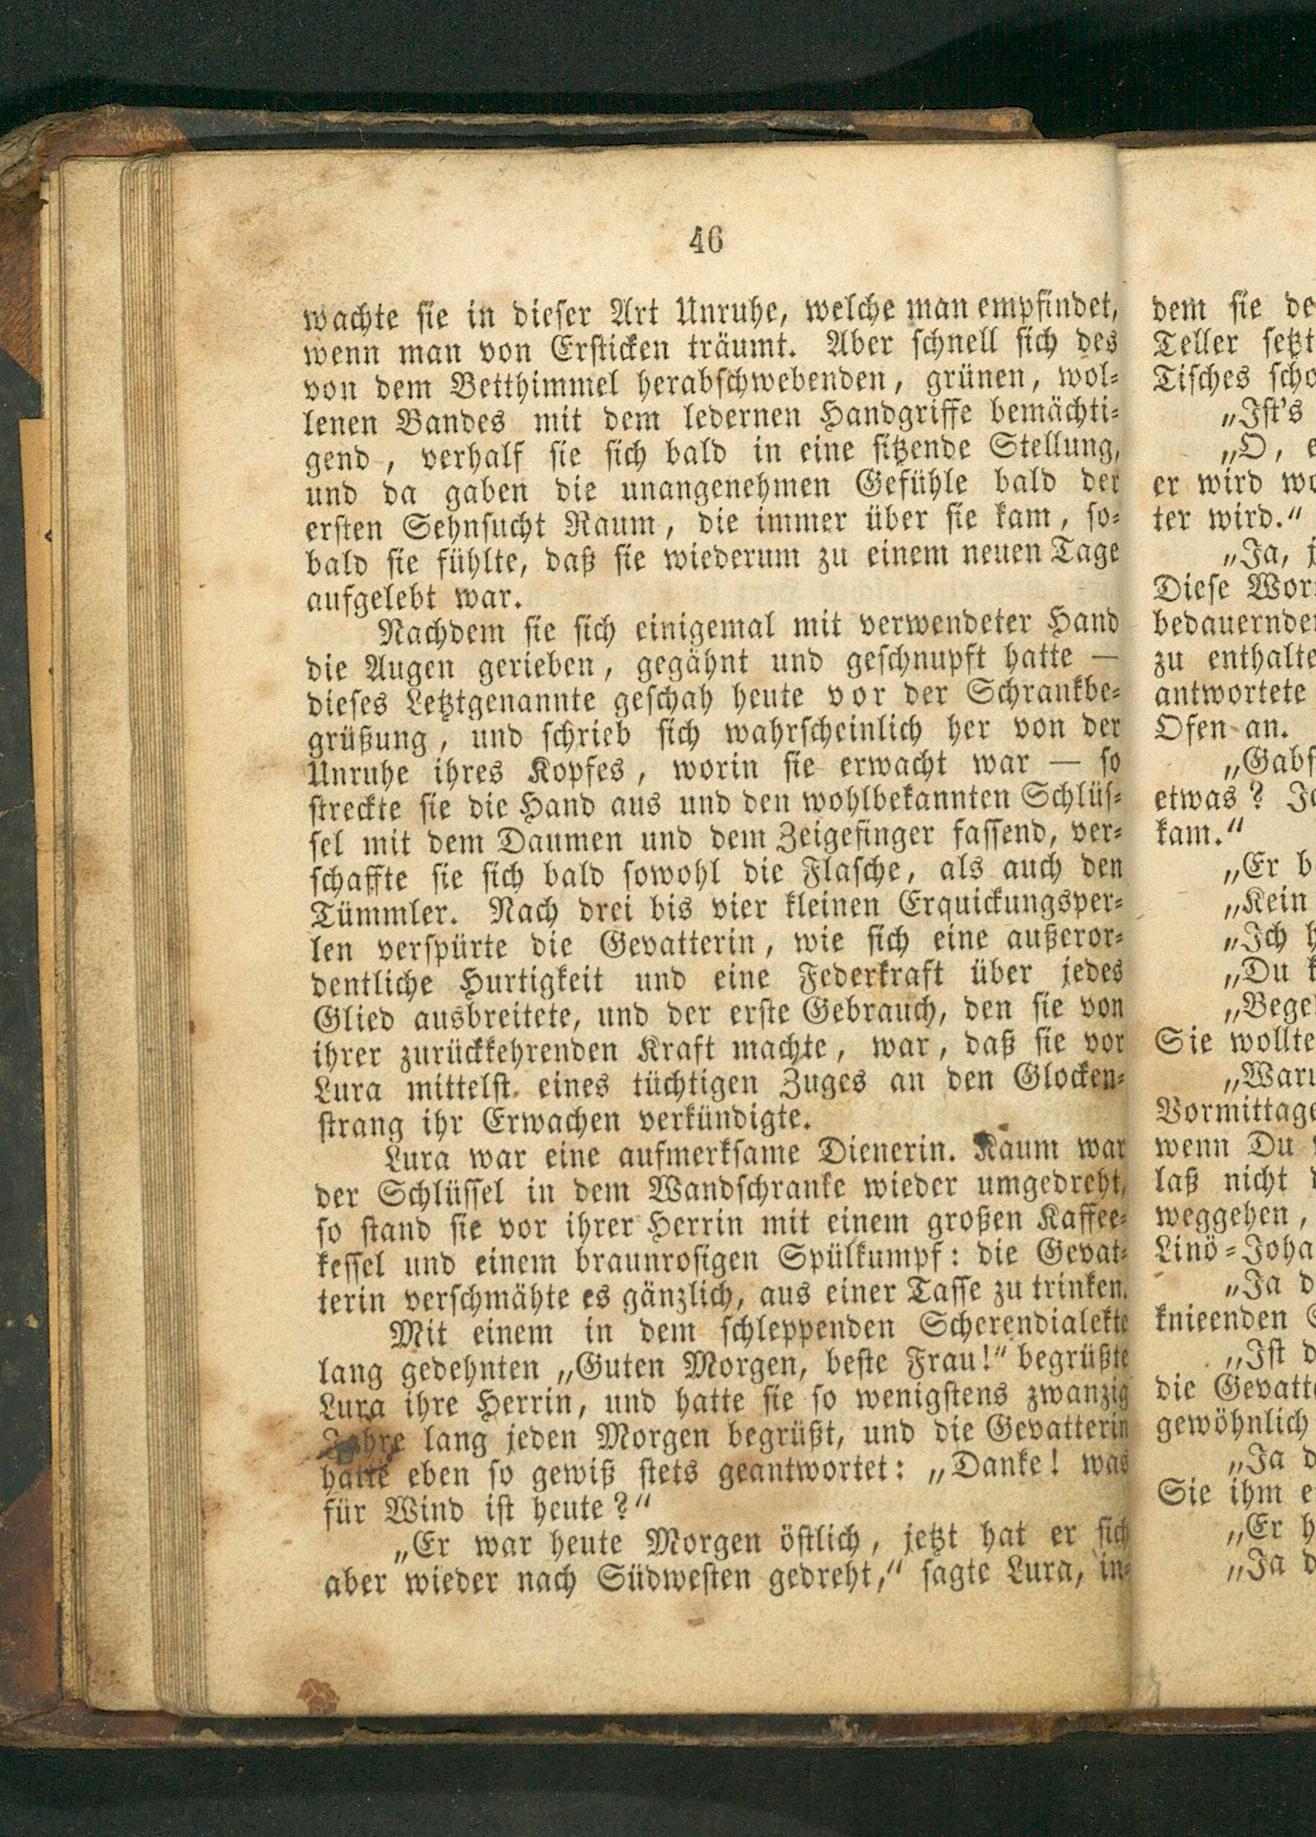 46
wachte sie in dieser Art Unruhe, welche man empfindet,
wenn man von Ersticken träumt. Aber schnell sich des
von dem Betthimmel herabschwebenden, grünen, wol-
lenen Bandes mit dem ledernen Handgriffe bemächti-
gend, verhalf sie sich bald in eine sitzende Stellung,
und da gaben die unangenehmen Gefühle bald der
ersten Sehnsucht Raum, die immer über sie kam, so-
bald sie fühlte, daß sie wiederum zu einem neuen Tage
aufgelebt war.
Nachdem sie sich einigemal mit verwendeter Hand
die Augen gerieben, gegähnt und geschnupft hatte —
dieses Letztgenannte geschah heute vor der Schrankbe-
grüßung, und schrieb sich wahrscheinlich her von der
Unruhe ihres Kopfes, worin sie erwacht war — so
streckte sie die Hand aus und den wohlbekannten Schlüs-
sel mit dem Daumen und dem Zeigefinger fassend, ver-
schaffte sie sich bald sowohl die Flasche, als auch den
Tümmler. Nach drei bis vier kleinen Erquickungsper-
len verspürte die Gevatterin, wie sich eine außeror-
dentliche Hurtigkeit und eine Federkraft über jedes
Glied ausbreitete, und der erste Gebrauch, den sie von
ihrer zurückkehrenden Kraft machte, war, daß sie vor
Lura mittelst eines tüchtigen Zuges an den Glocken-
strang ihr Erwachen verkündigte.
Lura war eine aufmerksame Dienerin. Kaum war
der Schlüssel in dem Wandschranke wieder umgedreht,
so stand sie vor ihrer Herrin mit einem großen Kaffee-
kessel und einem braunrosigen Spülkumpf: die Gevat-
terin verschmähte es gänzlich, aus einer Tasse zu trinken.
Mit einem in dem schleppenden Scherendialekte
lang gedehnten „Guten Morgen, beste Frau!“ begrüßte
Lura ihre Herrin, und hatte sie so wenigstens zwanzig
Jahre lang jeden Morgen begrüßt, und die Gevatterin
hatte eben so gewiß stets geantwortet: „Danke! was
für Wind ist heute?“
„Er war heute Morgen östlich, jetzt hat er sich
aber wieder nach Südwesten gedreht,“ sagte Lura, in-
dem sie
Teller
Tisches
„Ist's
„O,
er wird
ter wird.“
„Ja,
Diese
zu
antwortete
Ofen an.
etwas?
kam.“
„Er
„Kein
„Ich
„Du
Sie
wenn Du
laß nicht
weggehen,
„Ja
knieenden
„Ist
die
gewöhnlich
„Ja
Sie ihm
„Er
„Ja